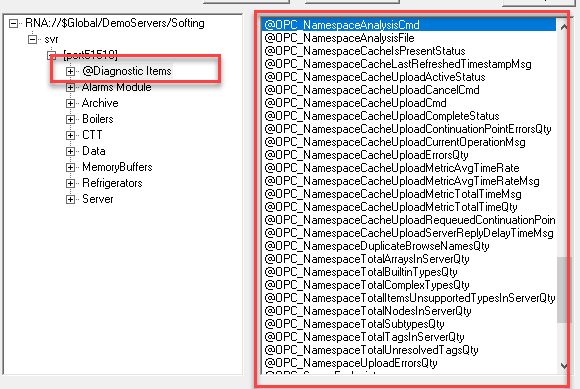 RNA://$Global/DemoServers/Softing
svr
[port51510]
@Diagnostic Items
Alarms Module
Archive
Boilers
CTT
Data
MemoryBuffers
Refrigerators
Server
@OPC_NamespaceAnalysisCmd
@OPC_NamespaceAnalysisFile
@OPC_NamespaceCacheIsPresentStatus
@OPC_NamespaceCacheLastRefreshedTimestampMsg
@OPC_NamespaceCacheUploadActiveStatus
@OPC_NamespaceCacheUploadCancelCmd
@OPC_NamespaceCacheUploadCmd
@OPC_NamespaceCacheUploadCompleteStatus
@OPC_NamespaceCacheUploadContinuationPointErrorsQty
@OPC_NamespaceCacheUploadCurrentOperationMsg
@OPC_NamespaceCacheUploadErrorsQty
@OPC_NamespaceCacheUploadMetricAvgTimeRate
@OPC_NamespaceCacheUploadMetricAvgTimeRateMsg
@OPC_NamespaceCacheUploadMetricTotalTimeMsg
@OPC_NamespaceCacheUploadMetricTotalTimeQty
@OPC_NamespaceCacheUploadRequeuedContinuationPoin
@OPC_NamespaceCacheUploadServerReplyDelayTimeMsg
@OPC_NamespaceDuplicateBrowseNamesQty
@OPC_NamespaceTotalArraysInServerQty
@OPC_NamespaceTotalBuiltinTypesQty
@OPC_NamespaceTotalComplexTypesQty
@OPC_NamespaceTotalItemsUnsupportedTypesInServerQty
@OPC_NamespaceTotalNodesInServerQty
@OPC_NamespaceTotalSubtypesQty
@OPC_NamespaceTotalTagsInServerQty
@OPC_NamespaceTotalUnresolvedTagsQty
@OPC_NamespaceUploadErrorsQty